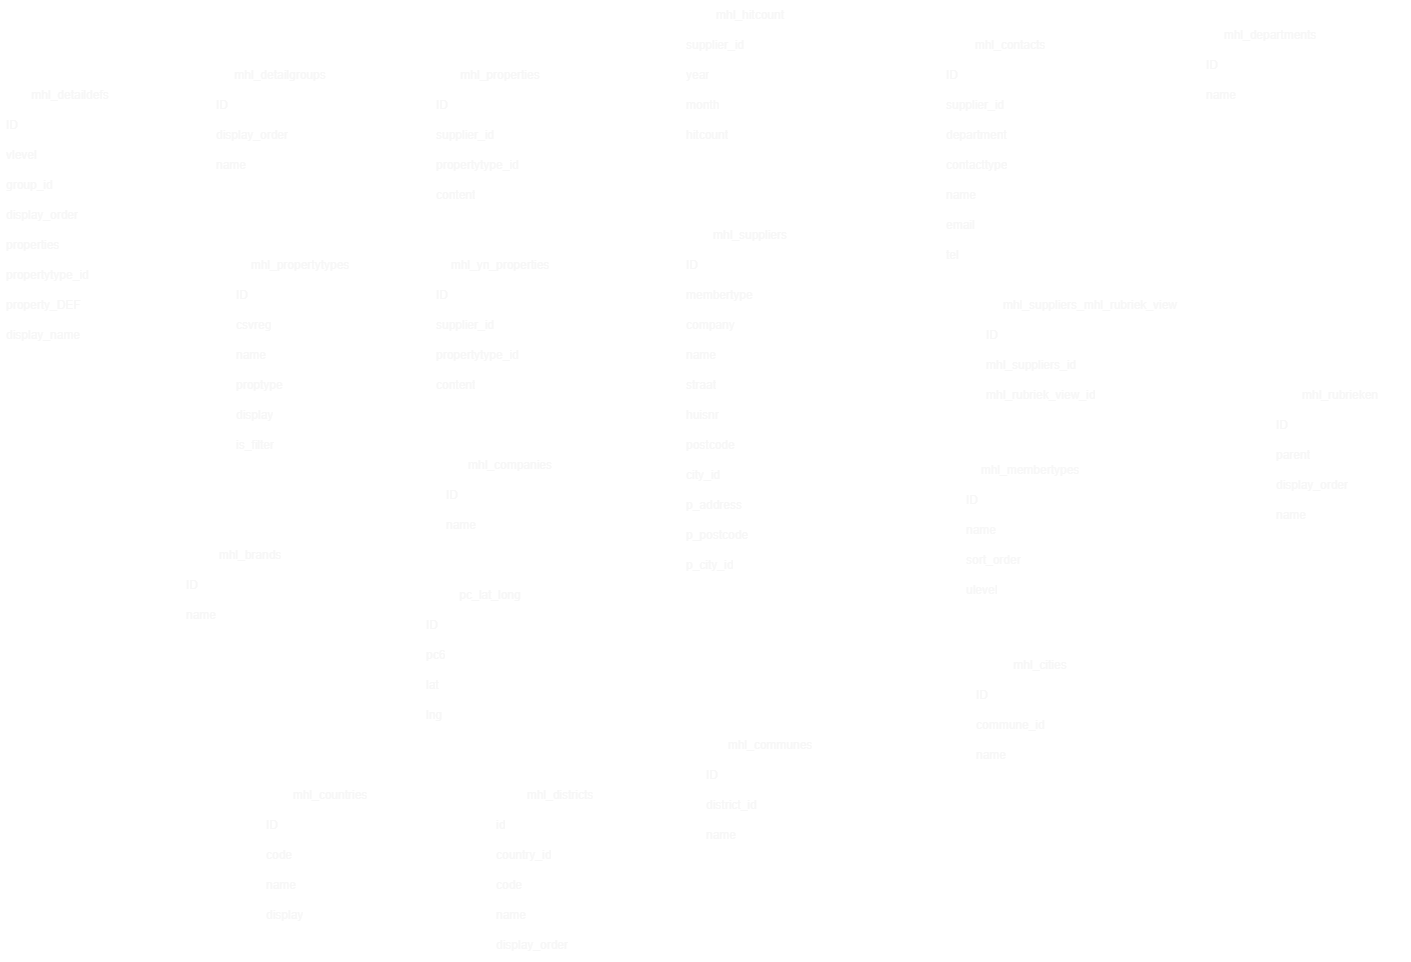 mhl_detaildefs
ID
vlevel
group_id
display_order
properties
propertytype_id
property_DEF
display_name
mhl_detailgroups
ID
display_order
name
mhl_properties
ID
supplier_id
propertytype_id
content
mhl_hitcount
supplier_id
year
month
hitcount
mhl_contacts
ID
supplier_id
department
contacttype
name
email
tel
mhl_departments
ID
name
mhl_propertytypes
ID
name
proptype
display
is_filter
mhl_yn_properties
ID
supplier_id
propertytype_id
content
mhl_suppliers
ID
membertype
company
name
straat
huisnr
postcode
city_id
p_address
p_postcode
p_city_id
mhl_suppliers_mhl_rubriek_view
ID
mhl_suppliers_id
mhl_rubriek_view_id
mhl_rubrieken
ID
parent
display_order
name
mhl_companies
ID
name
mhl_membertypes
ID
name
sort_order
mhl_brands
ID
name
pc_lat_long
ID
pc6
lat
lng
mhl_cities
ID
commune_id
name
mhl_communes
ID
district_id
name
mhl_countries
ID
code
name
display
mhl_districts
id
country_id
code
name
display_order